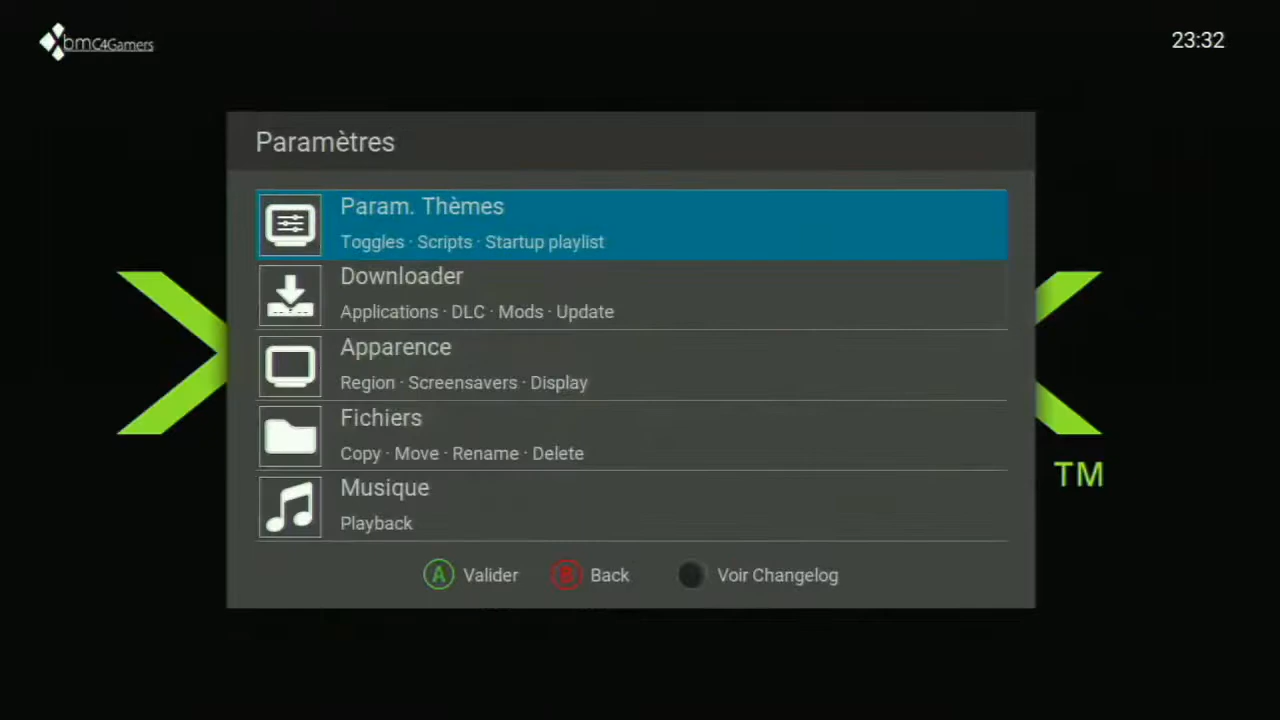 xbmc4Gamers
23:32
Paramètres
Param. Thèmes
Toggles · Scripts · Startup playlist
Downloader
Applications · DLC · Mods · Update
Apparence
Region · Screensavers · Display
Fichiers
Copy · Move · Rename · Delete
Musique
Playback
TM
A Valider B Back Voir Changelog